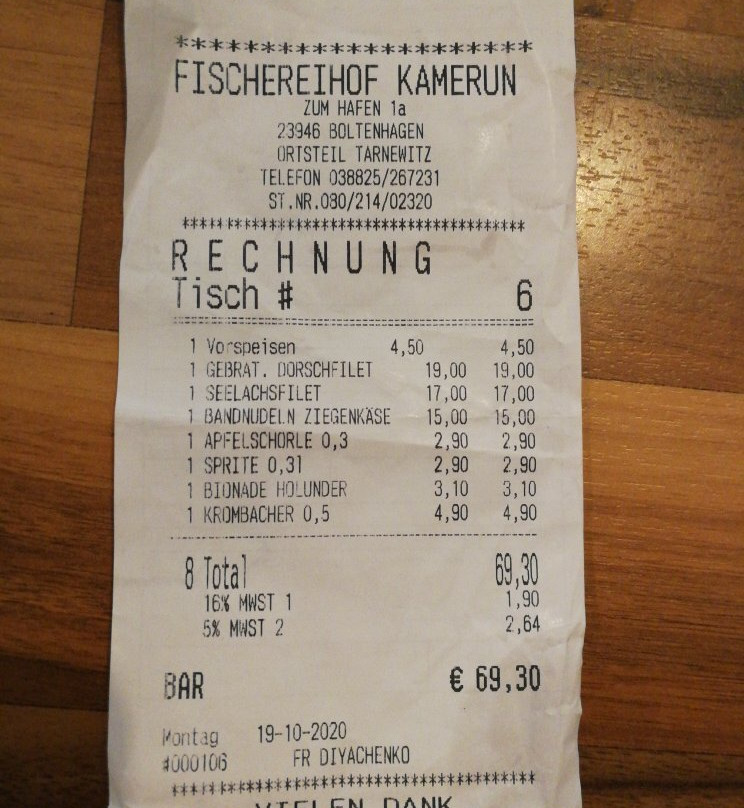 *********************
FISCHEREIHOF KAMERUN
ZUM HAFEN 1a
23946 BOLTENHAGEN
ORTSTEIL TARNEWITZ
TELEFON 038825/267231
ST.NR.080/214/02320
****************************************
RECHNUNG
Tisch # 6
1 Vorspeisen 4,50 4,50
1 GEBRAT. DORSCHFILET 19,00 19,00
1 SEELACHSFILET 17,00 17,00
1 BANDNUDELN ZIEGENKÄSE 15,00 15,00
1 APFELSCHORLE 0,3 2,90 2,90
1 SPRITE 0,3l 2,90 2,90
1 BIONADE HOLUNDER 3,10 3,10
1 KROMBACHER 0,5 4,90 4,90
8 Total 69,30
16% MWST 1 1,90
5% MWST 2 2,64
BAR € 69,30
Montag 19-10-2020
#000106 FR DIYACHENKO
****************************************
VIELEN DANK